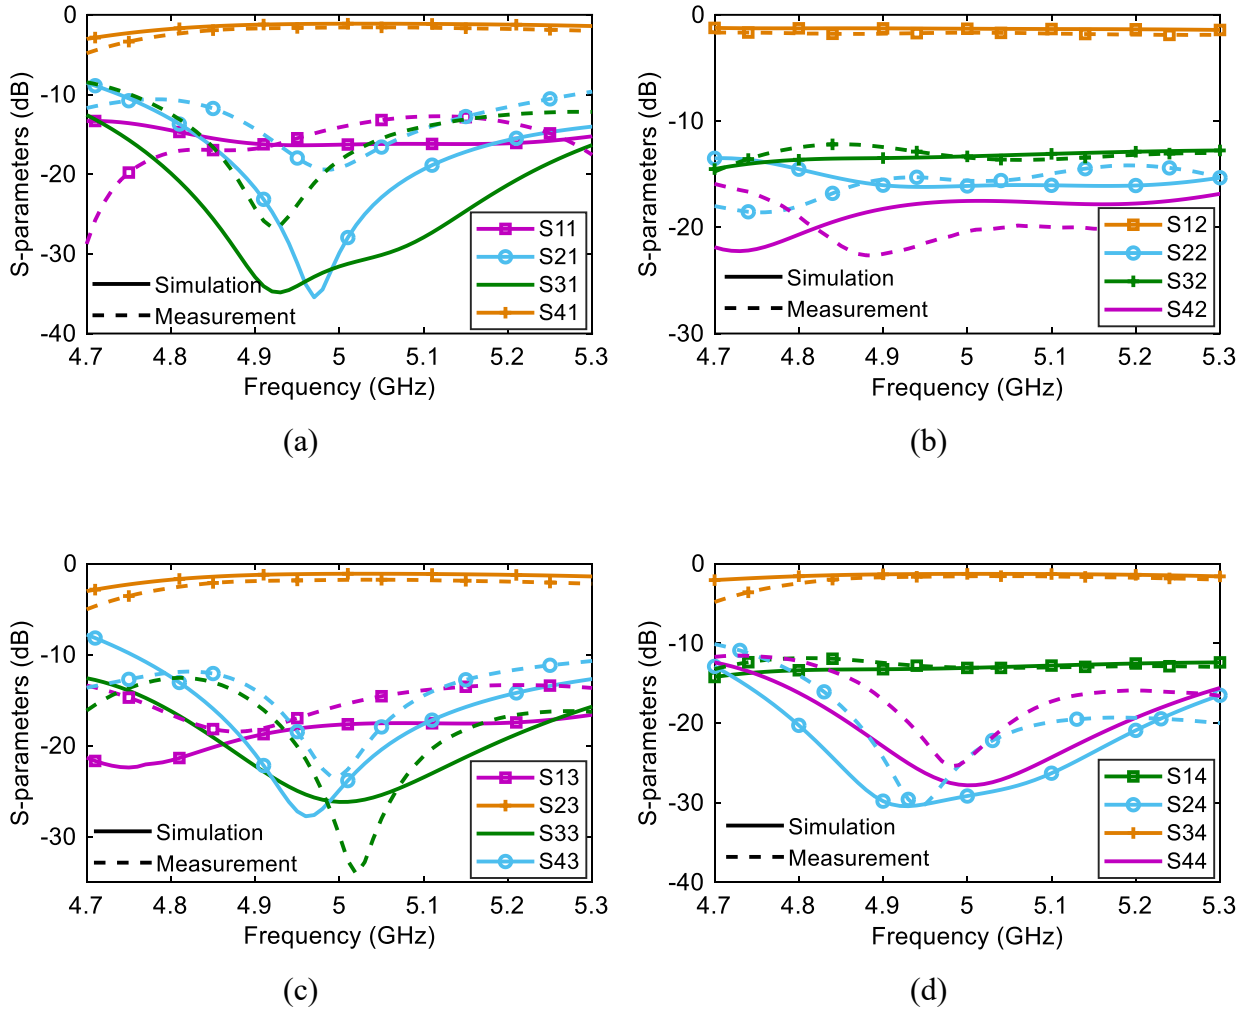 0
-10
-20
-30
-40
S-parameters (dB)
S11
S21
S31
S41
Simulation
Measurement
4.7 4.8 4.9 5 5.1 5.2 5.3
Frequency (GHz)
(a)
0
-10
-20
-30
S-parameters (dB)
S12
S22
S32
S42
Simulation
Measurement
4.7 4.8 4.9 5 5.1 5.2 5.3
Frequency (GHz)
(b)
0
-10
-20
-30
S-parameters (dB)
S13
S23
S33
S43
Simulation
Measurement
4.7 4.8 4.9 5 5.1 5.2 5.3
Frequency (GHz)
(c)
0
-10
-20
-30
-40
S-parameters (dB)
S14
S24
S34
S44
Simulation
Measurement
4.7 4.8 4.9 5 5.1 5.2 5.3
Frequency (GHz)
(d)